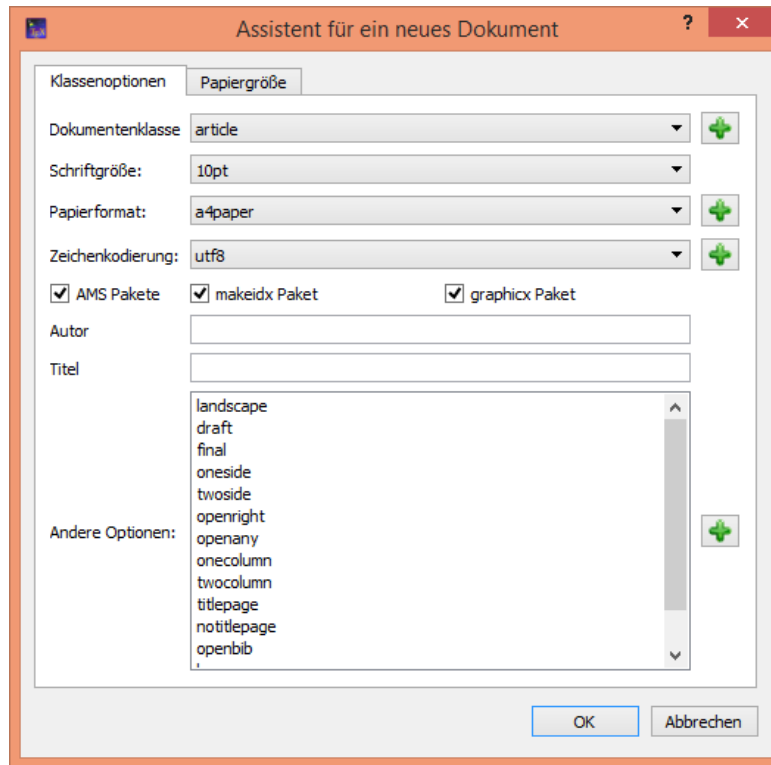 Assistent für ein neues Dokument
Klassenoptionen Papiergröße
Dokumentenklasse article
Schriftgröße: 10pt
Papierformat: a4paper
Zeichenkodierung: utf8
AMS Pakete makeidx Paket graphicx Paket
Autor
Titel
landscape
draft
final
oneside
twoside
openright
Andere Optionen: openany
onecolumn
twocolumn
titlepage
notitlepage
openbib
OK Abbrechen